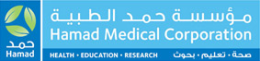 مؤسسة حمد الطبية
Hamad Medical Corporation
حمد
Hamad
HEALTH • EDUCATION • RESEARCH
صحة • تعليم • بحوث